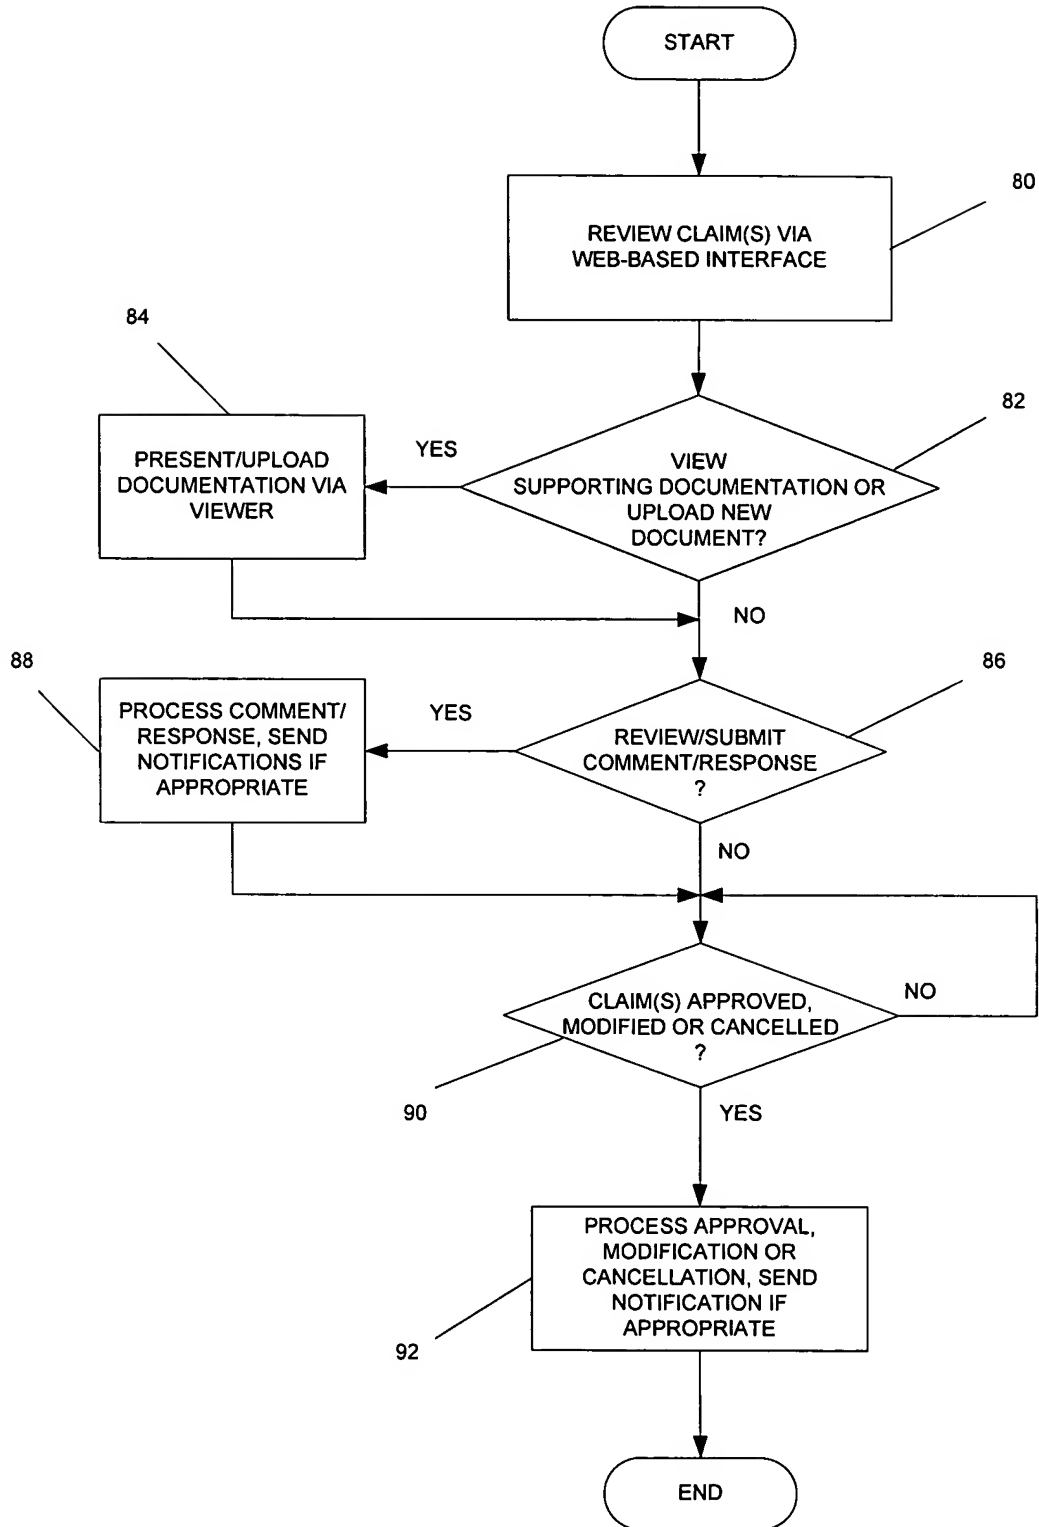 START
80
REVIEW CLAIM(S) VIA
WEB-BASED INTERFACE
84
82
YES
PRESENT/UPLOAD
DOCUMENTATION VIA
VIEWER
VIEW
SUPPORTING DOCUMENTATION OR
UPLOAD NEW
DOCUMENT?
NO
88
86
YES
PROCESS COMMENT/
RESPONSE, SEND
NOTIFICATIONS IF
APPROPRIATE
REVIEW/SUBMIT
COMMENT/RESPONSE
?
NO
CLAIM(S) APPROVED,
MODIFIED OR CANCELLED
?
NO
90
YES
PROCESS APPROVAL,
MODIFICATION OR
CANCELLATION, SEND
NOTIFICATION IF
APPROPRIATE
92
END